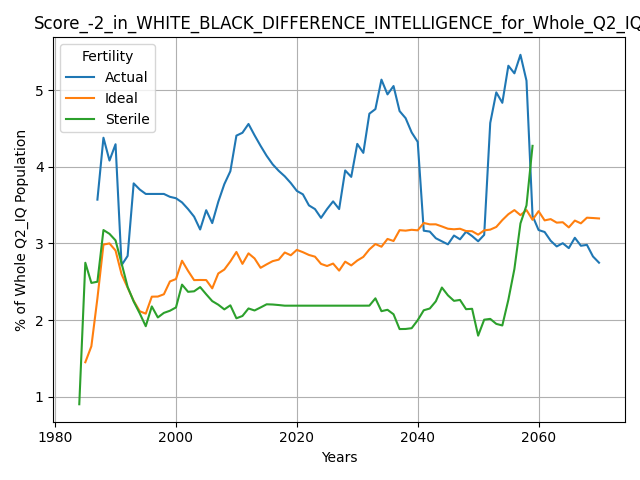 Score_-2_in_WHITE_BLACK_DIFFERENCE_INTELLIGENCE_for_Whole_Q2_IQ
Fertility
Actual
Ideal
Sterile
% of Whole Q2_IQ Population
5
4
3
2
1
1980
2000
2020
2040
2060
Years